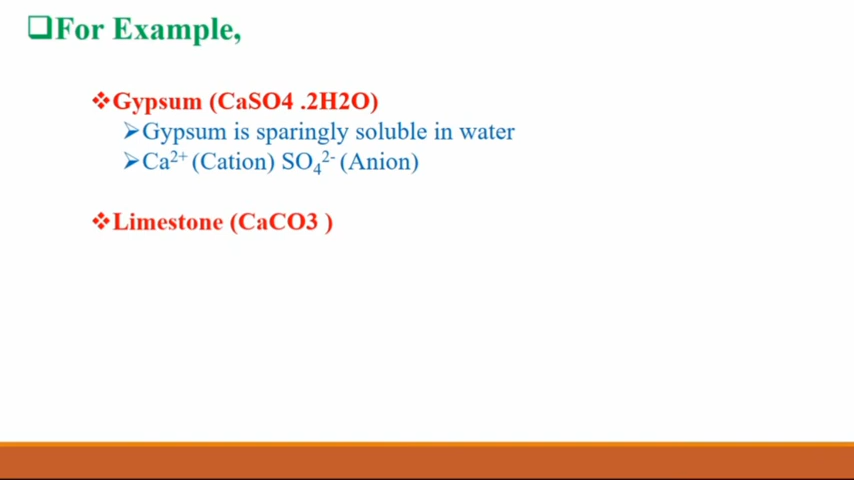 ❑For Example,
❖Gypsum (CaSO4 .2H2O)
➢Gypsum is sparingly soluble in water
➢Ca²⁺ (Cation) SO₄²⁻ (Anion)
❖Limestone (CaCO3 )